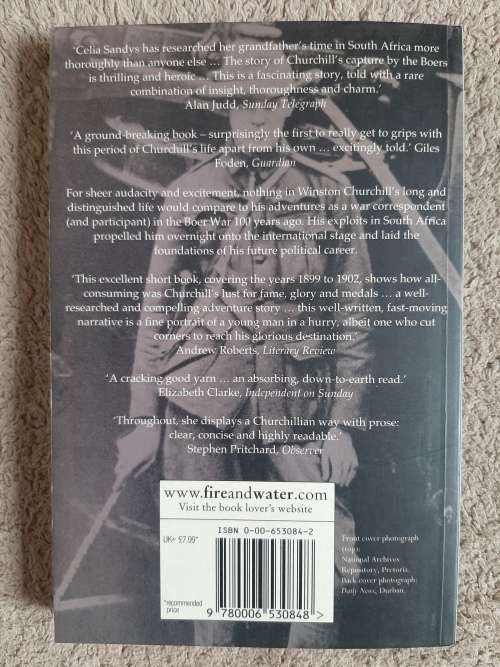 ‘Celia Sandys has researched her grandfather’s time in South Africa more
thoroughly than anyone else … The story of Churchill’s capture by the Boers
is thrilling and heroic … This is a fascinating story, told with a rare
combination of insight, thoroughness and charm.’
Alan Judd, Sunday Telegraph
‘A ground-breaking book – surprisingly the first to really get to grips with
this period of Churchill’s life apart from his own … excitingly told.’ Giles
Foden, Guardian
For sheer audacity and excitement, nothing in Winston Churchill’s long and
distinguished life would compare to his adventures as a war correspondent
(and participant) in the Boer War 100 years ago. His exploits in South Africa
propelled him overnight onto the international stage and laid the
foundations of his future political career.
‘This excellent short book, covering the years 1899 to 1902, shows how all-
consuming was Churchill’s lust for fame, glory and medals … a well-
researched and compelling adventure story … this well-written, fast-moving
narrative is a fine portrait of a young man in a hurry, albeit one who cut
corners to reach his glorious destination.’
Andrew Roberts, Literary Review
‘A cracking good yarn … an absorbing, down-to-earth read.’
Elizabeth Clarke, Independent on Sunday
‘Throughout, she displays a Churchillian way with prose:
clear, concise and highly readable.’
Stephen Pritchard, Observer
www.fireandwater.com
Visit the book lover’s website
ISBN 0-00-653084-2
UK £7.99*
*recommended
price
9 780006 530848 >
Front cover photograph
(top):
National Archives
Repository, Pretoria.
Back cover photograph:
Daily News, Durban.